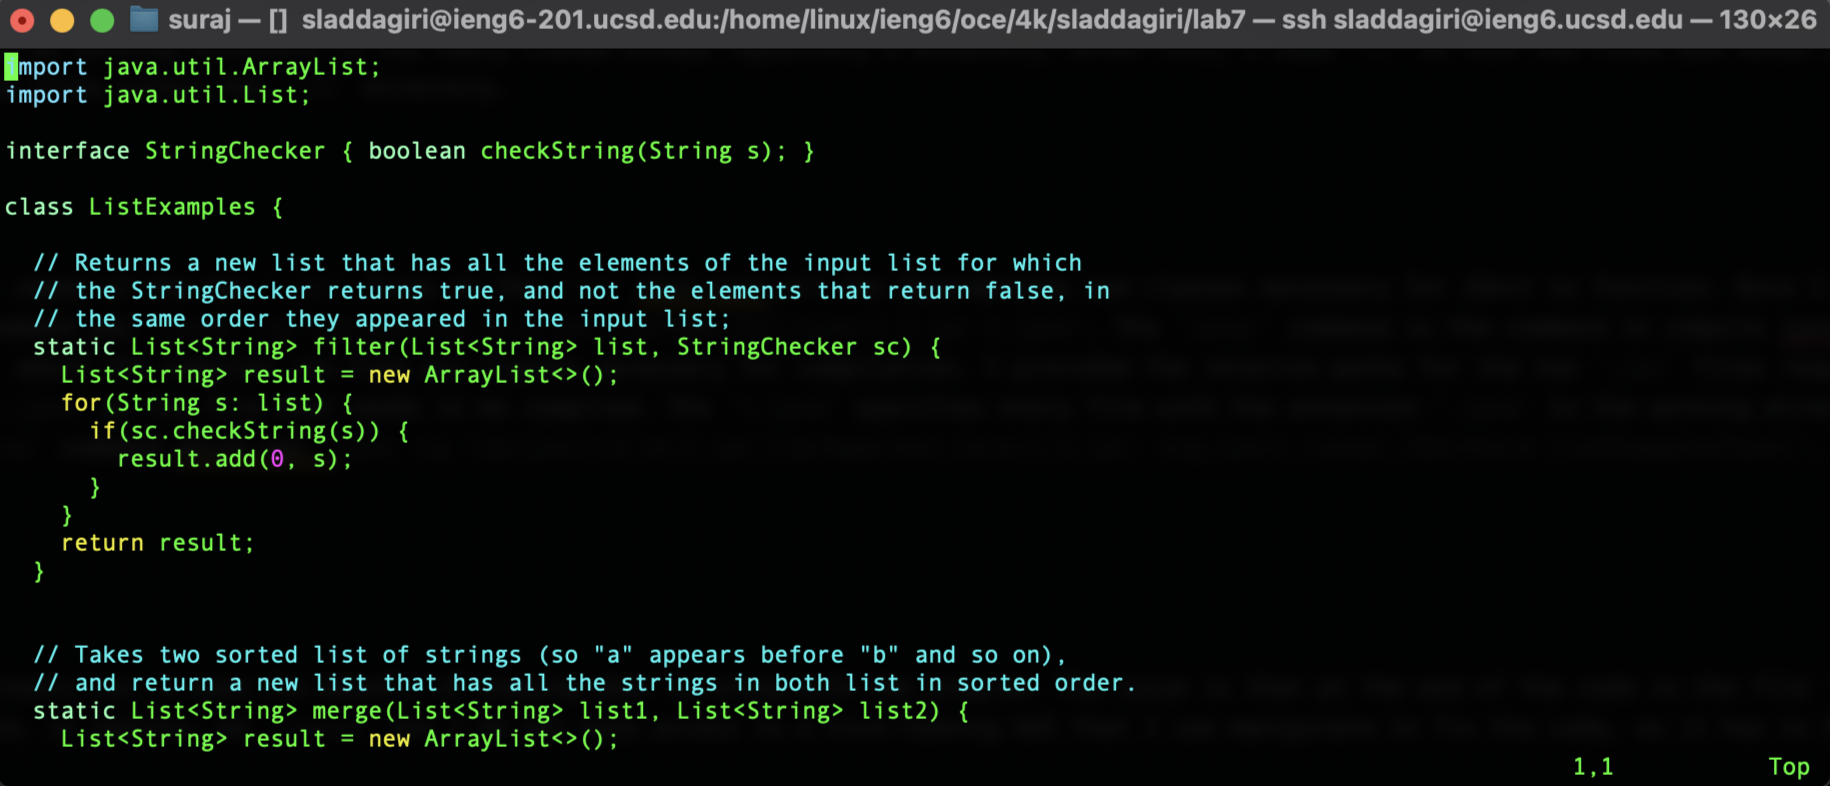 suraj — [] sladdagiri@ieng6-201.ucsd.edu:/home/linux/ieng6/oce/4k/sladdagiri/lab7 — ssh sladdagiri@ieng6.ucsd.edu — 130×26
import java.util.ArrayList;
import java.util.List;
interface StringChecker { boolean checkString(String s); }
class ListExamples {
// Returns a new list that has all the elements of the input list for which
// the StringChecker returns true, and not the elements that return false, in
// the same order they appeared in the input list;
static List<String> filter(List<String> list, StringChecker sc) {
List<String> result = new ArrayList<>();
for(String s: list) {
if(sc.checkString(s)) {
result.add(0, s);
}
}
return result;
}
// Takes two sorted list of strings (so "a" appears before "b" and so on),
// and return a new list that has all the strings in both list in sorted order.
static List<String> merge(List<String> list1, List<String> list2) {
List<String> result = new ArrayList<>();
1,1 Top